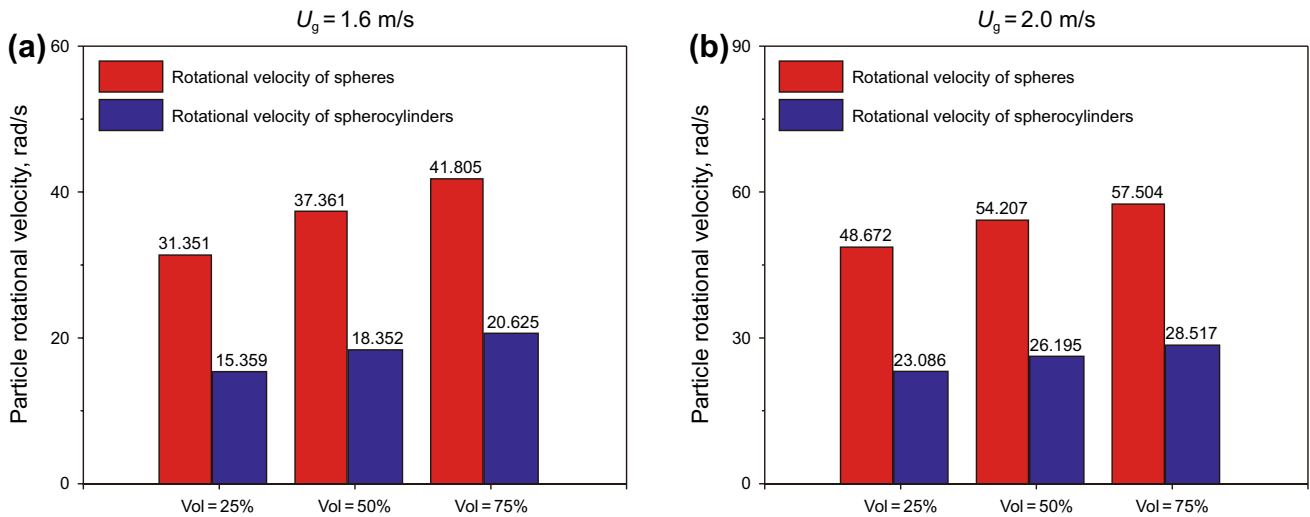 (a)
U_g = 1.6 m/s
Particle rotational velocity, rad/s
60
40
20
0
Rotational velocity of spheres
Rotational velocity of spherocylinders
31.351
15.359
37.361
18.352
41.805
20.625
Vol = 25%
Vol = 50%
Vol = 75%
(b)
U_g = 2.0 m/s
Particle rotational velocity, rad/s
90
60
30
0
Rotational velocity of spheres
Rotational velocity of spherocylinders
48.672
23.086
54.207
26.195
57.504
28.517
Vol = 25%
Vol = 50%
Vol = 75%